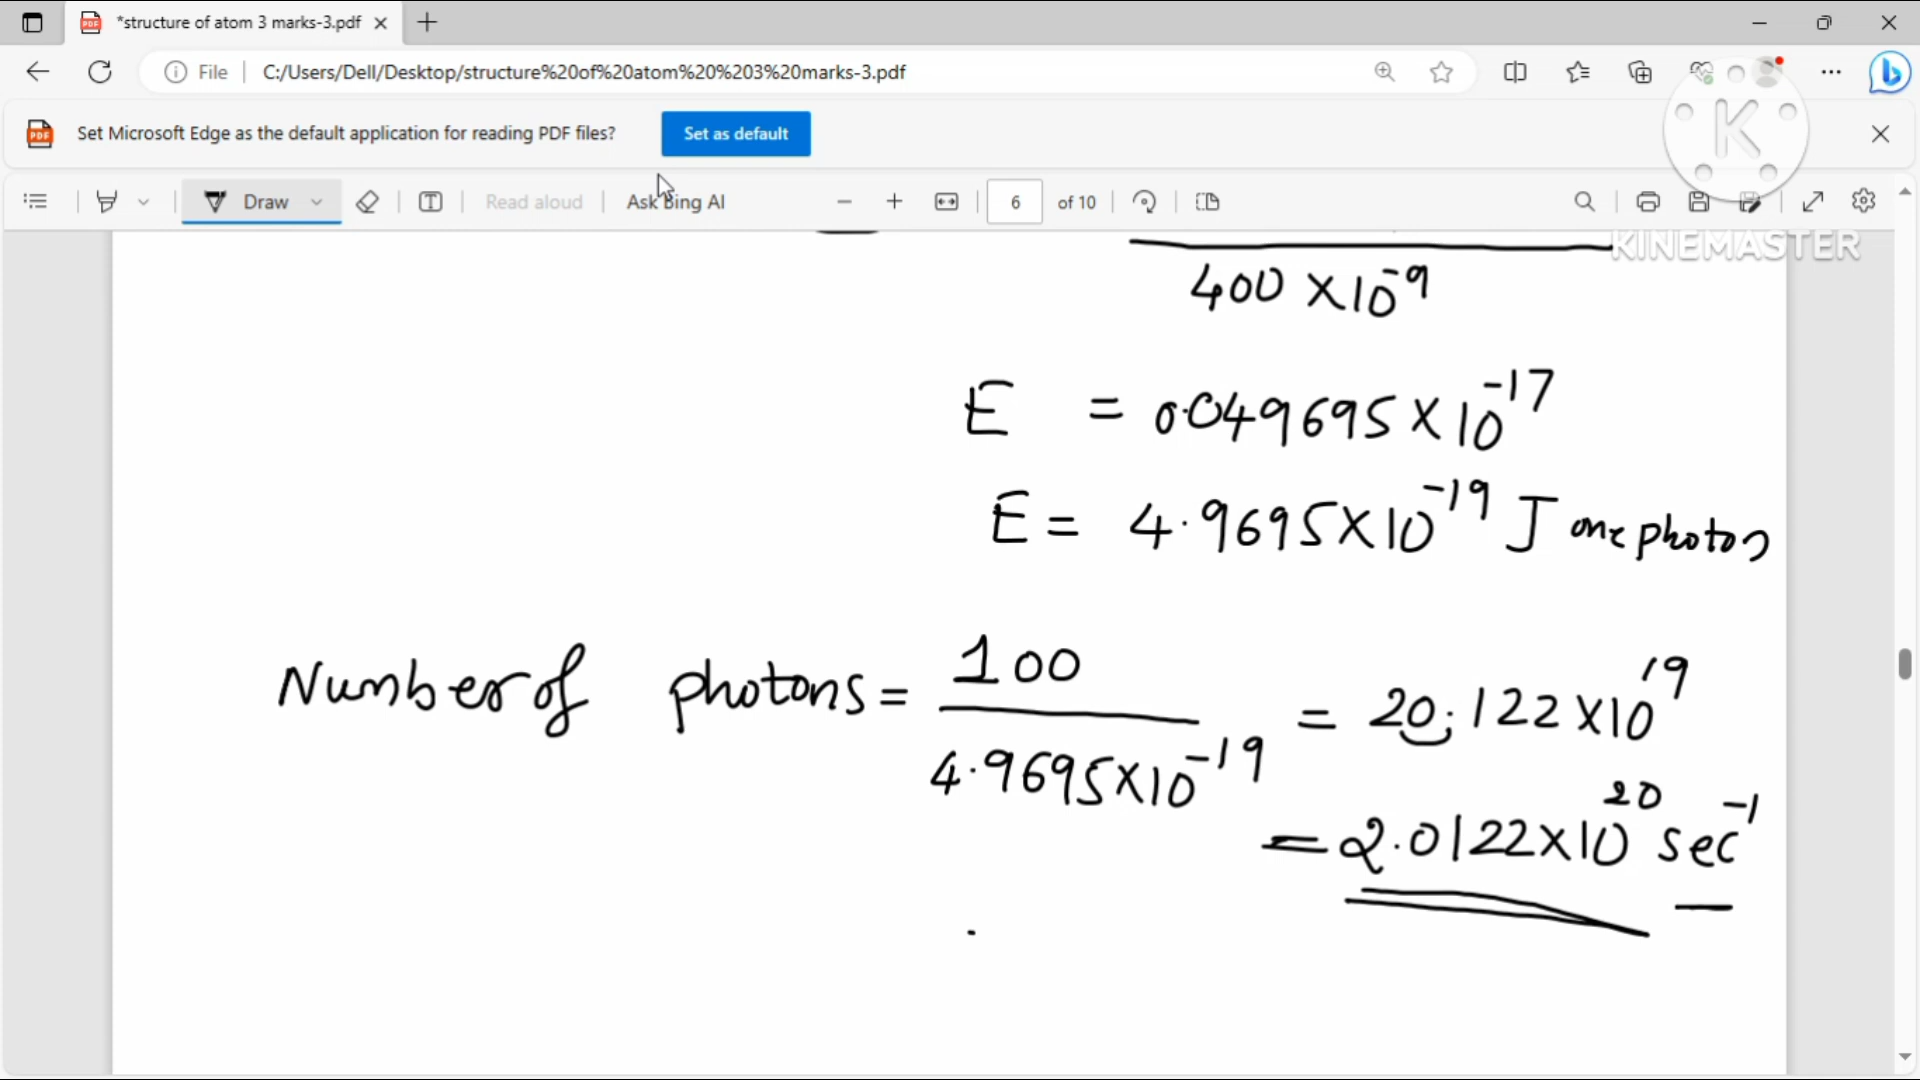 *structure of atom 3 marks-3.pdf
File C:/Users/Dell/Desktop/structure%20of%20atom%20%203%20marks-3.pdf
Set Microsoft Edge as the default application for reading PDF files? Set as default
Draw Read aloud Ask Bing AI 6 of 10
K
KINEMASTER
400 × 10⁻⁹
E = 0.049695 × 10⁻¹⁷
E = 4.9695 × 10⁻¹⁹ J one photon
Number of photons = 100 / 4.9695 × 10⁻¹⁹ = 20.122 × 10¹⁹
= 2.0122 × 10²⁰ sec⁻¹